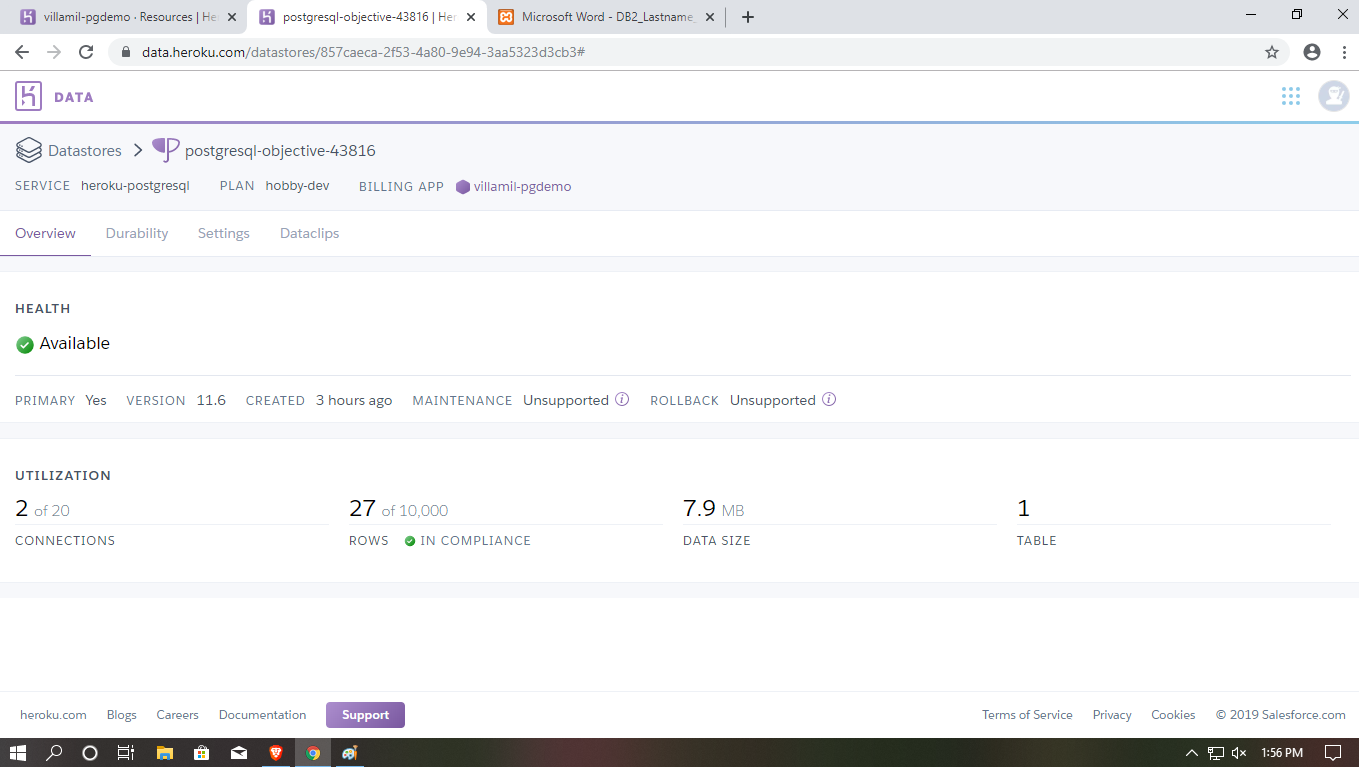 villamil-pgdemo · Resources | He
postgresql-objective-43816 | Her
Microsoft Word - DB2_Lastname_
data.heroku.com/datastores/857caeca-2f53-4a80-9e94-3aa5323d3cb3#
DATA
Datastores > postgresql-objective-43816
SERVICE heroku-postgresql PLAN hobby-dev BILLING APP villamil-pgdemo
Overview Durability Settings Dataclips
HEALTH
Available
PRIMARY Yes VERSION 11.6 CREATED 3 hours ago MAINTENANCE Unsupported ROLLBACK Unsupported
UTILIZATION
2 of 20 27 of 10,000 7.9 MB 1
CONNECTIONS ROWS IN COMPLIANCE DATA SIZE TABLE
heroku.com Blogs Careers Documentation Support Terms of Service Privacy Cookies © 2019 Salesforce.com
1:56 PM